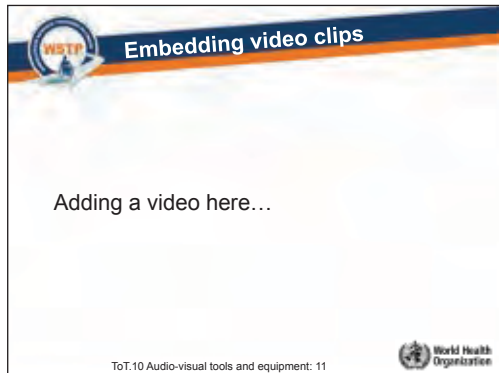 WSTP
Embedding video clips
Adding a video here…
ToT.10 Audio-visual tools and equipment: 11
World Health
Organization